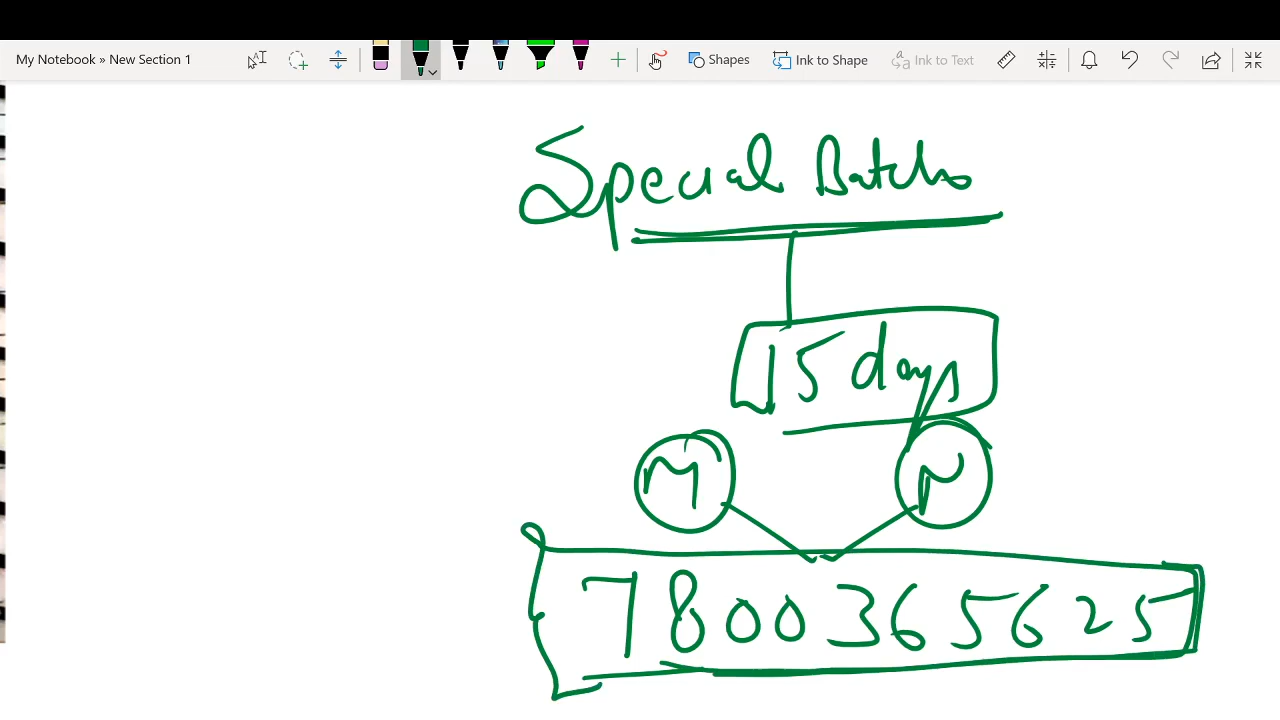 My Notebook » New Section 1
Shapes
Ink to Shape
Ink to Text
Special Batch
15 days
M
N
7800365625